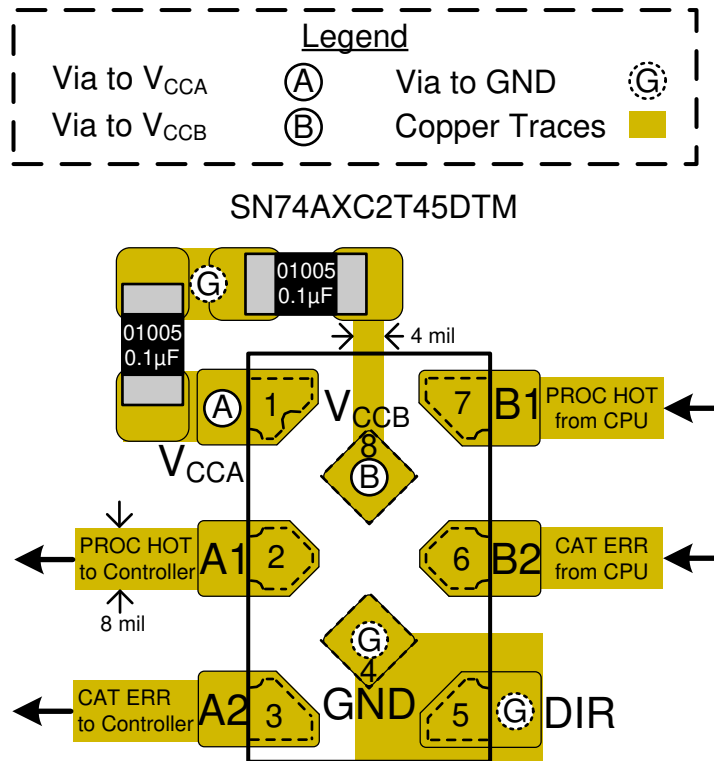 Legend
Via to VCCA A Via to GND G
Via to VCCB B Copper Traces
SN74AXC2T45DTM
G
01005
0.1µF
01005
0.1µF
4 mil
A
1
VCCA
VCCB
8
B
7
B1
PROC HOT
from CPU
PROC HOT
to Controller
A1
2
8 mil
6
B2
CAT ERR
from CPU
G
4
GND
CAT ERR
to Controller
A2
3
5
G
DIR